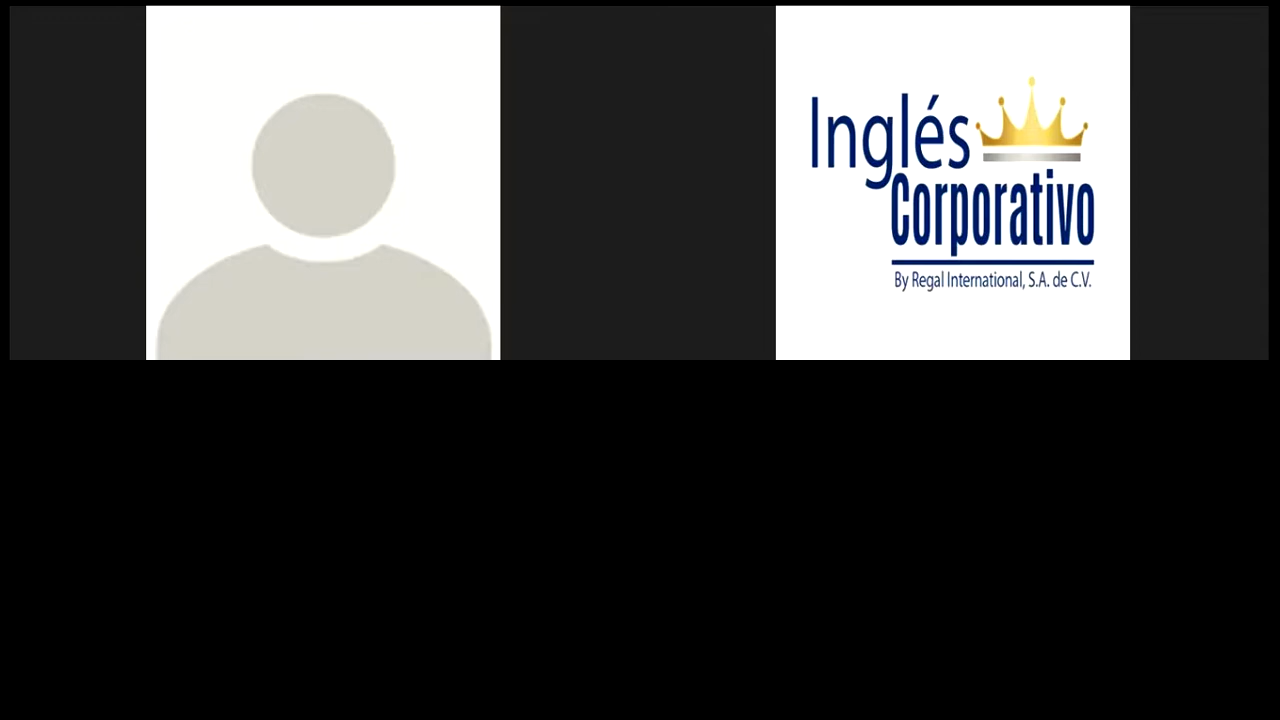 Inglés
Corporativo
By Regal International, S.A. de C.V.